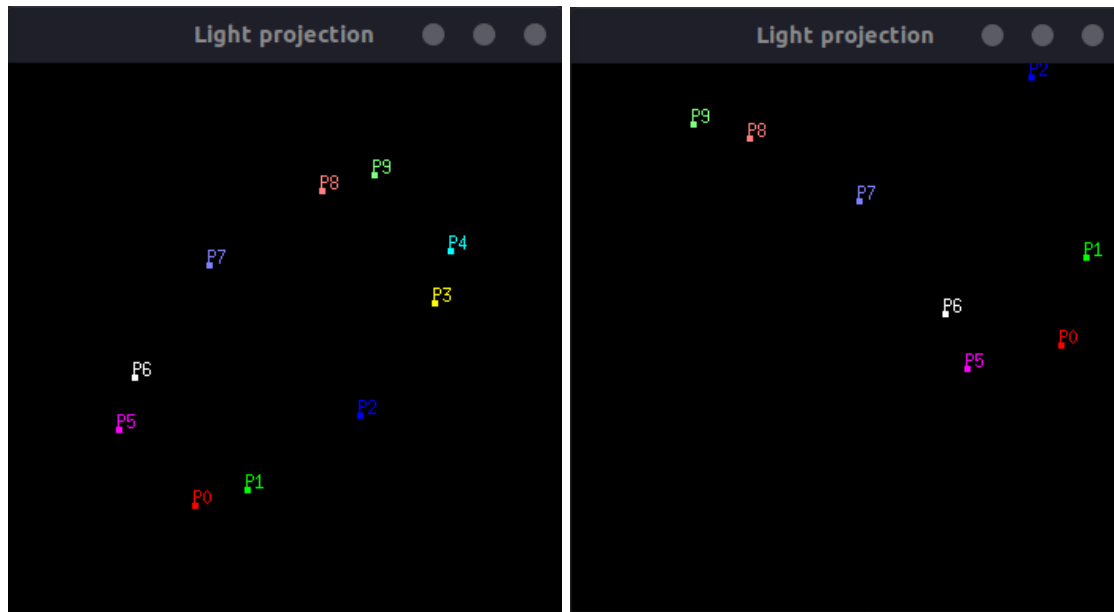 Light projection
P9
P8
P4
P7
P3
P6
P2
P5
P1
P0
Light projection
P2
P9
P8
P7
P1
P6
P0
P5